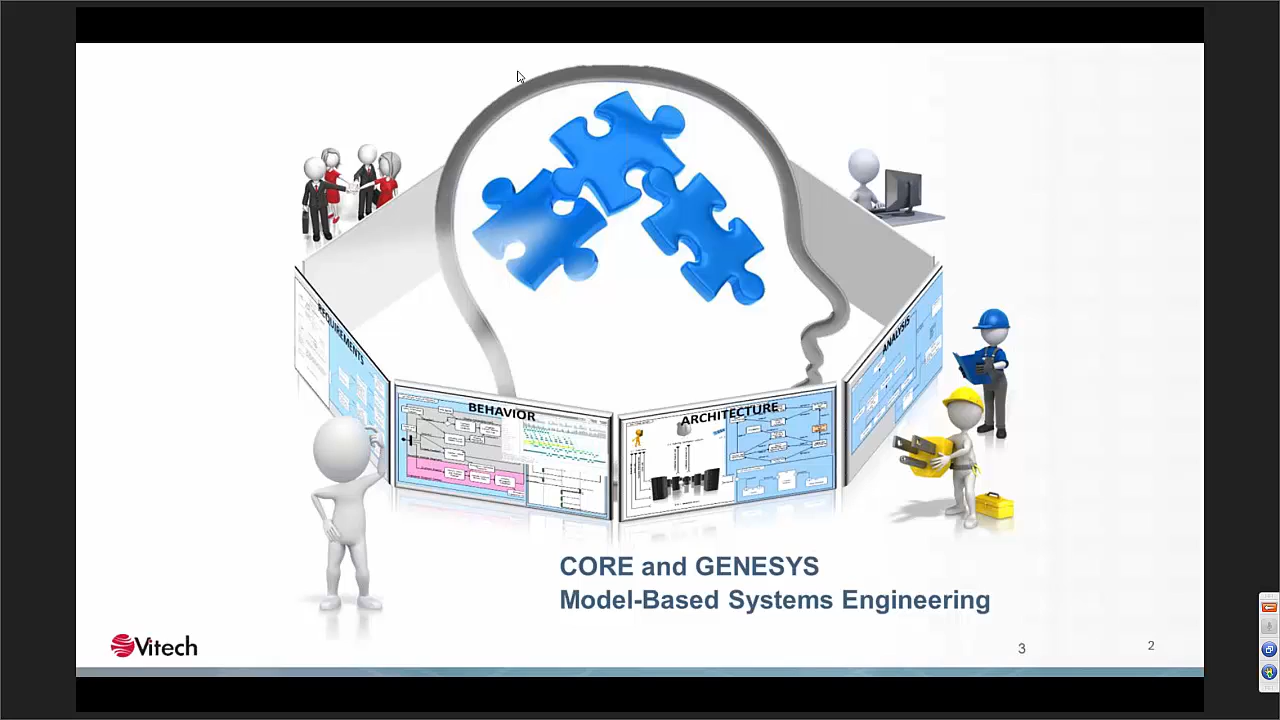 REQUIREMENTS
BEHAVIOR
ARCHITECTURE
ANALYSIS
CORE and GENESYS
Model-Based Systems Engineering
Vitech
3
2